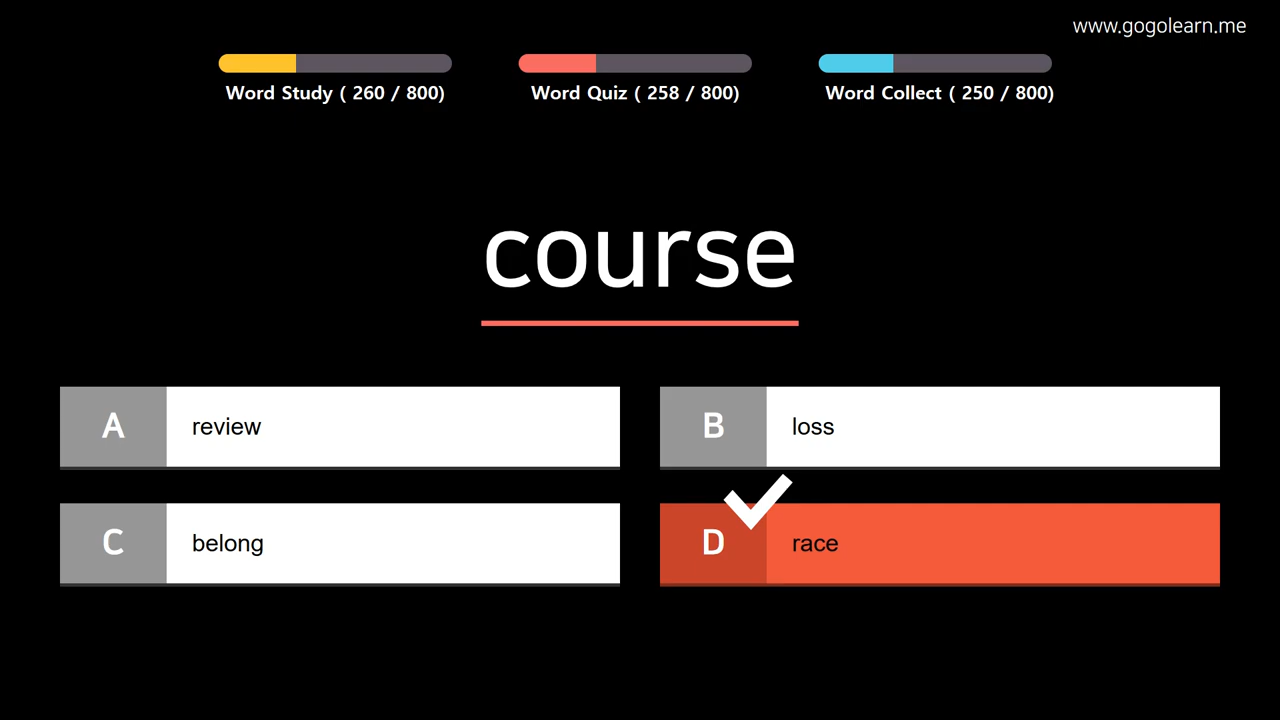 www.gogolearn.me
Word Study ( 260 / 800)
Word Quiz ( 258 / 800)
Word Collect ( 250 / 800)
course
A
review
B
loss
C
belong
D
race